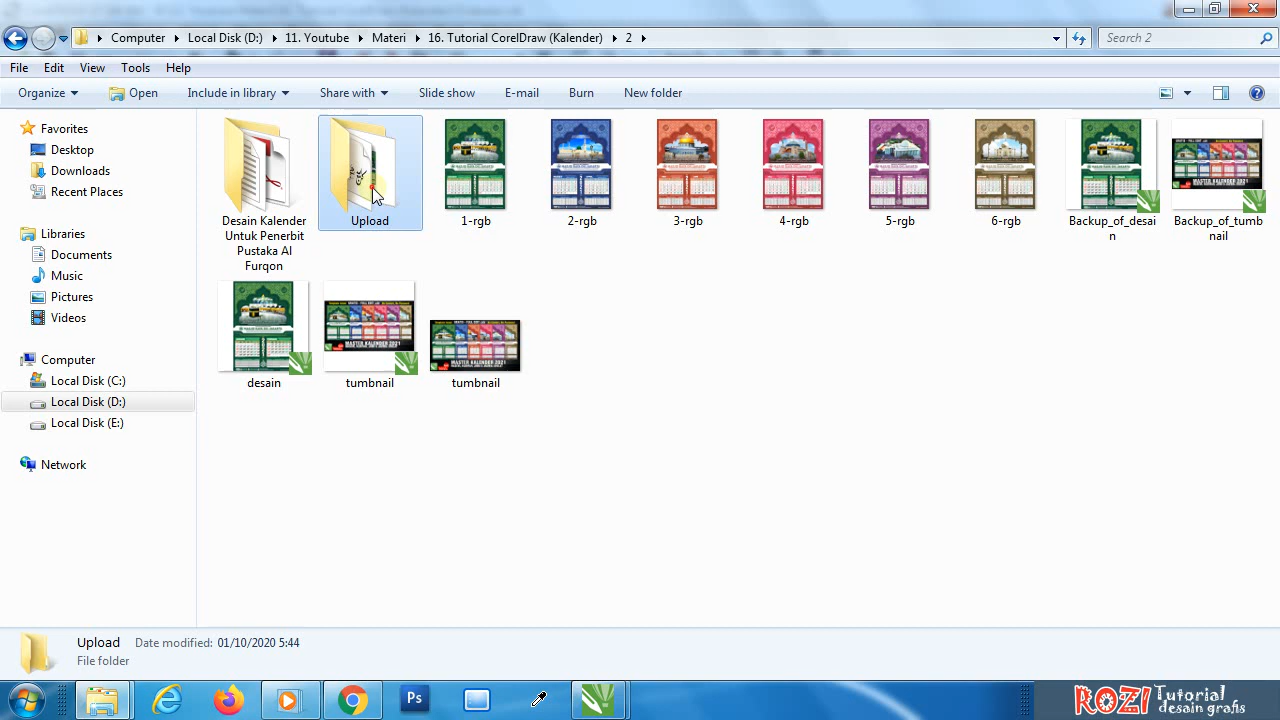 Computer
Local Disk (D:)
11. Youtube
Materi
16. Tutorial CorelDraw (Kalender)
2
Search 2
File
Edit
View
Tools
Help
Organize
Open
Include in library
Share with
Slide show
E-mail
Burn
New folder
Favorites
Desktop
Recent Places
Libraries
Documents
Music
Pictures
Videos
Computer
Local Disk (C:)
Local Disk (D:)
Local Disk (E:)
Network
Desain Kalender
Untuk Penerbit
Pustaka Al
Furqon
Upload
1-rgb
2-rgb
3-rgb
4-rgb
5-rgb
6-rgb
Backup_of_desai
n
Backup_of_tumb
nail
desain
tumbnail
tumbnail
MASTER KALENDER 2021
Upload
Date modified: 01/10/2020 5:44
File folder
Ps
ROZI Tutorial
desain grafis